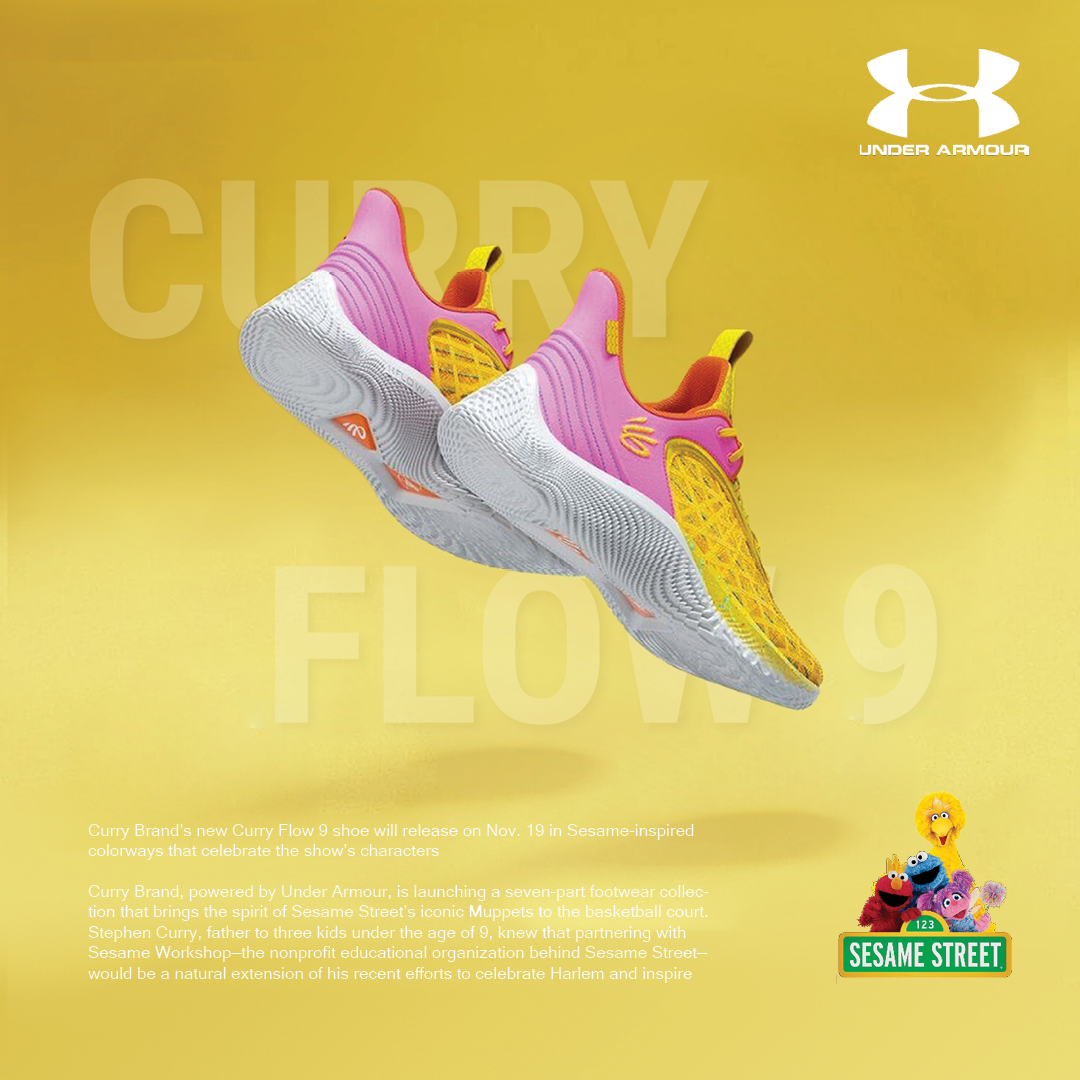 UNDER ARMOUR
CURRY
FLOW
FLOW 9
Curry Brand's new Curry Flow 9 shoe will release on Nov. 19 in Sesame-inspired
colorways that celebrate the show's characters
Curry Brand, powered by Under Armour, is launching a seven-part footwear collec-
tion that brings the spirit of Sesame Street's iconic Muppets to the basketball court.
Stephen Curry, father to three kids under the age of 9, knew that partnering with
Sesame Workshop—the nonprofit educational organization behind Sesame Street—
would be a natural extension of his recent efforts to celebrate Harlem and inspire
123
SESAME STREET